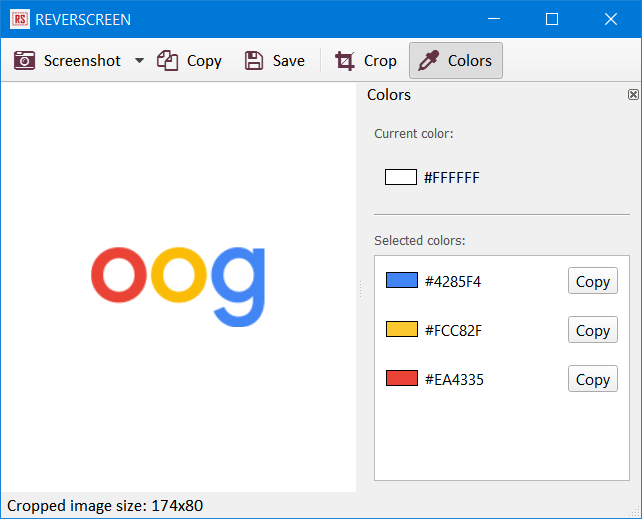 RS REVERSCREEN
Screenshot Copy Save Crop Colors
Colors
Current color:
#FFFFFF
Selected colors:
#4285F4 Copy
#FCC82F Copy
#EA4335 Copy
oog
Cropped image size: 174x80